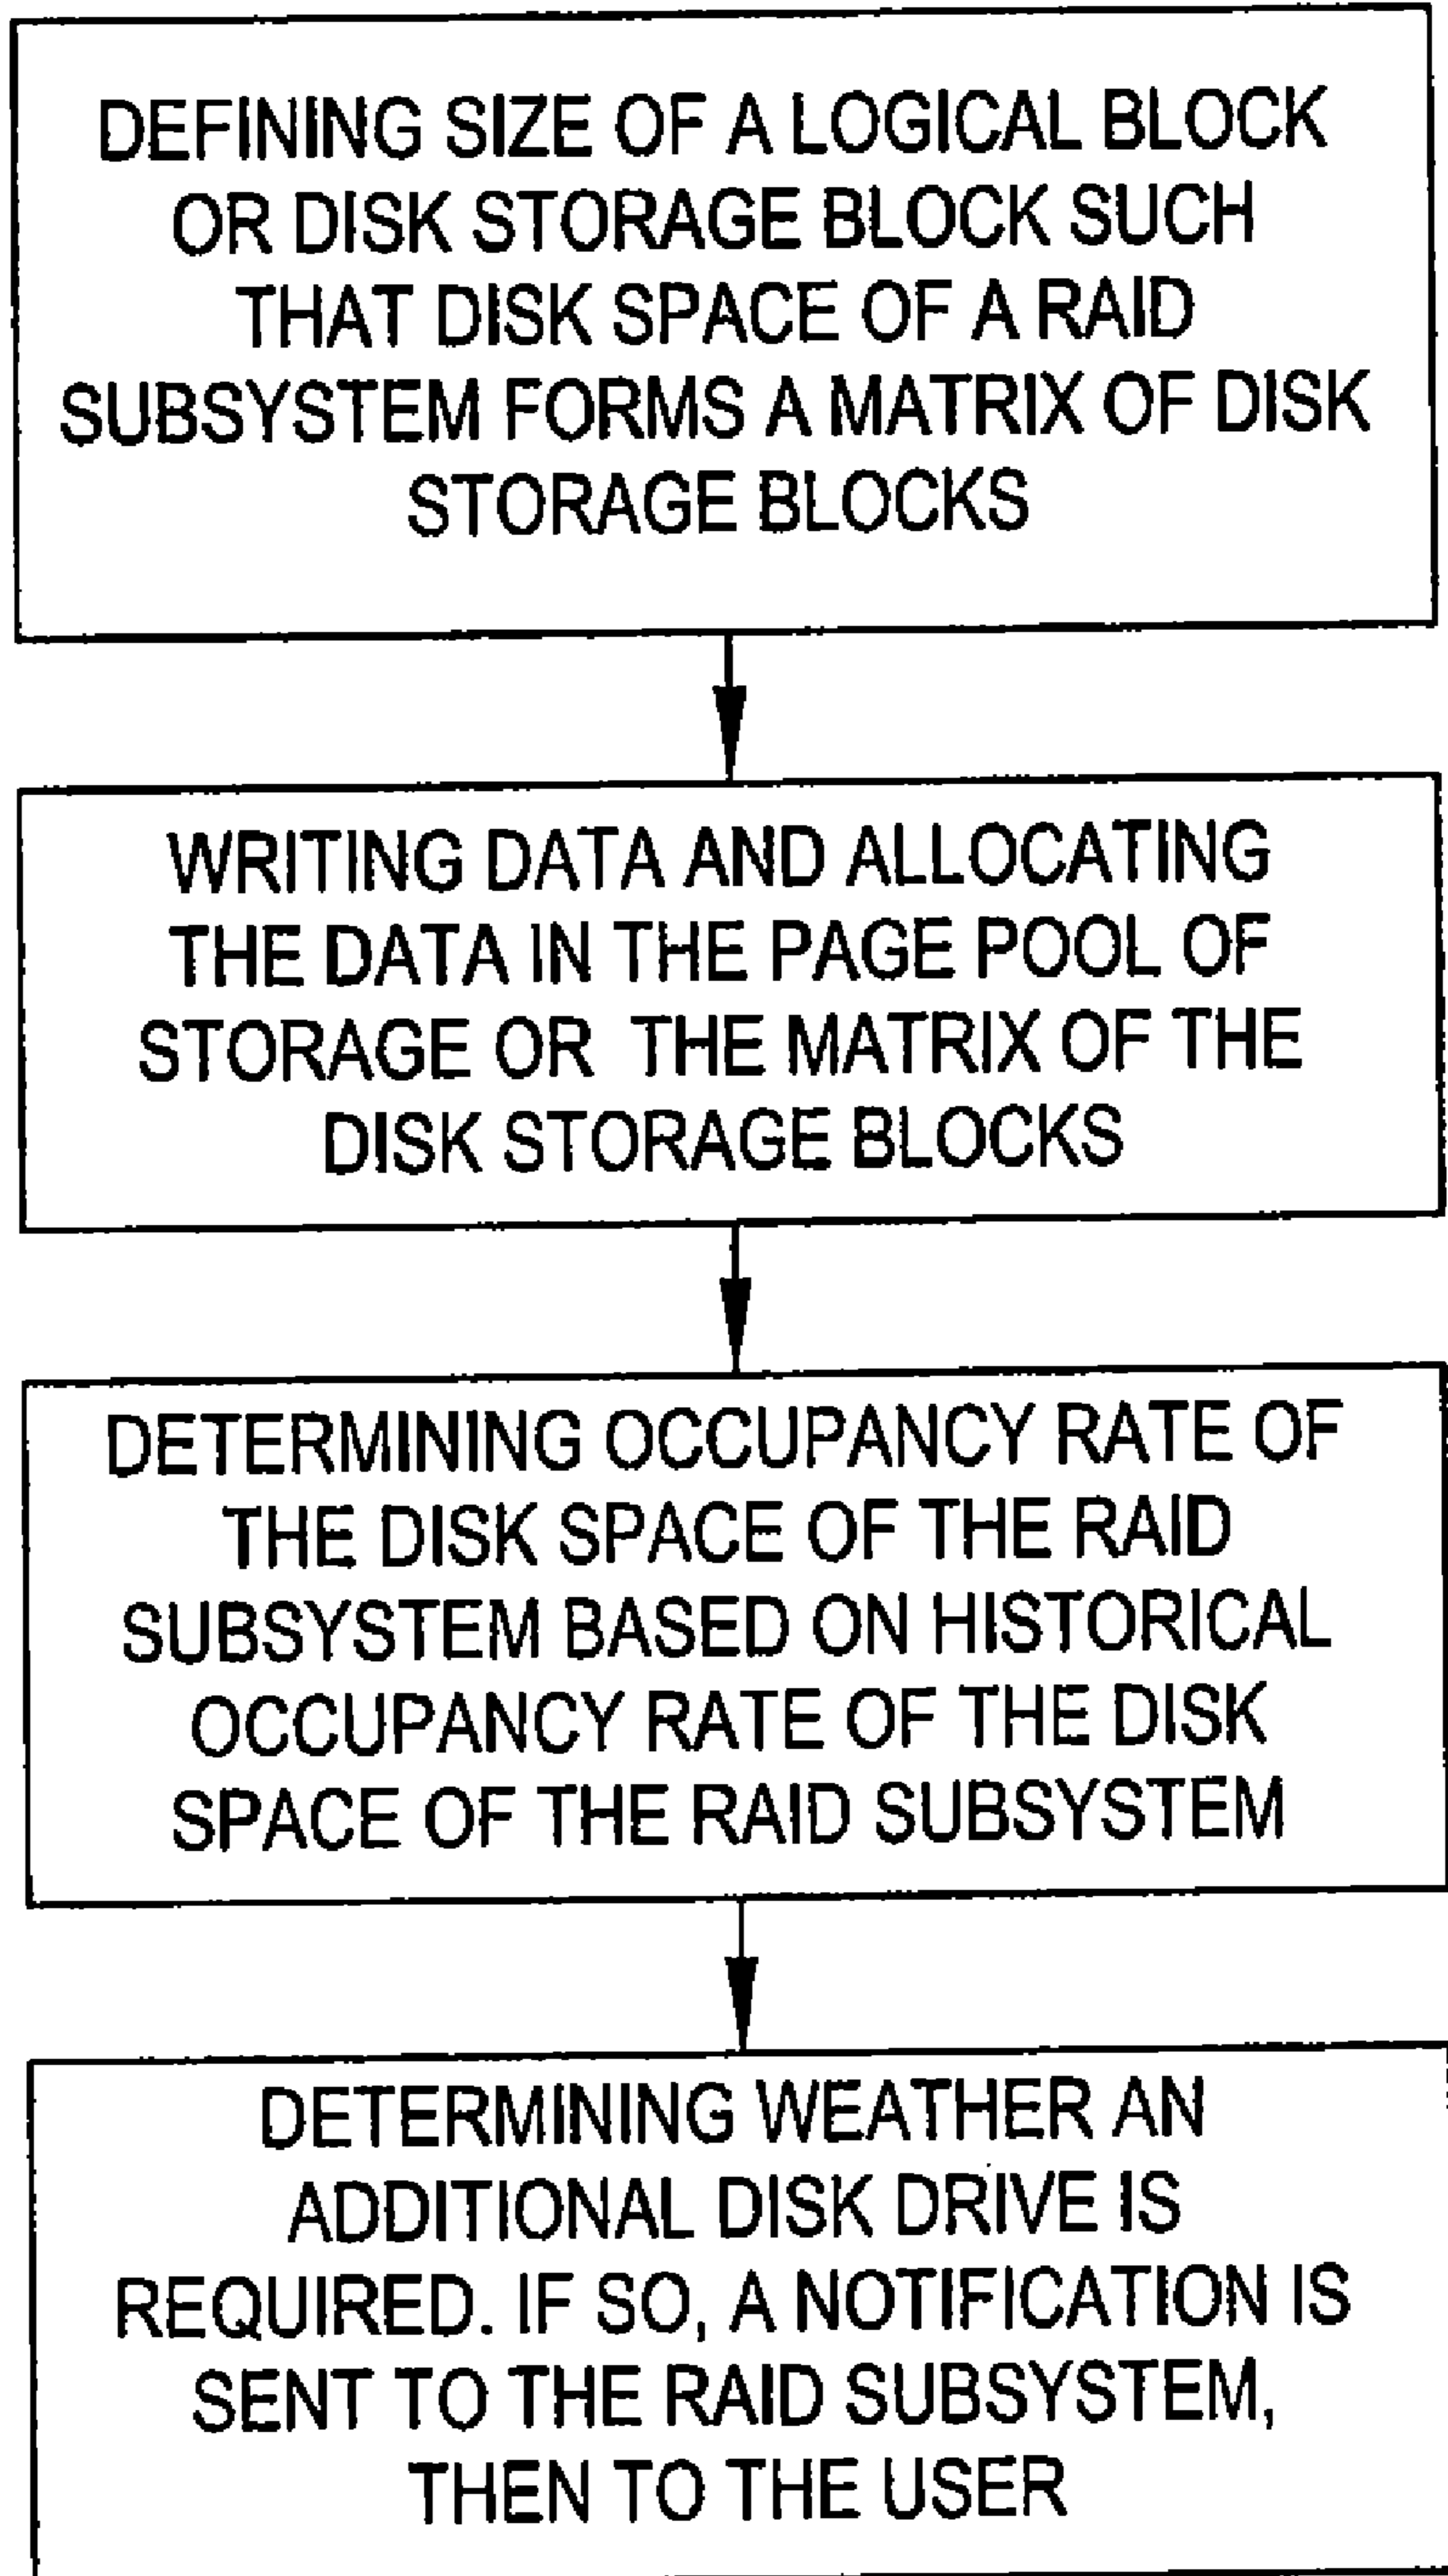 DEFINING SIZE OF A LOGICAL BLOCK
OR DISK STORAGE BLOCK SUCH
THAT DISK SPACE OF A RAID
SUBSYSTEM FORMS A MATRIX OF DISK
STORAGE BLOCKS
WRITING DATA AND ALLOCATING
THE DATA IN THE PAGE POOL OF
STORAGE OR THE MATRIX OF THE
DISK STORAGE BLOCKS
DETERMINING OCCUPANCY RATE OF
THE DISK SPACE OF THE RAID
SUBSYSTEM BASED ON HISTORICAL
OCCUPANCY RATE OF THE DISK
SPACE OF THE RAID SUBSYSTEM
DETERMINING WEATHER AN
ADDITIONAL DISK DRIVE IS
REQUIRED. IF SO, A NOTIFICATION IS
SENT TO THE RAID SUBSYSTEM,
THEN TO THE USER